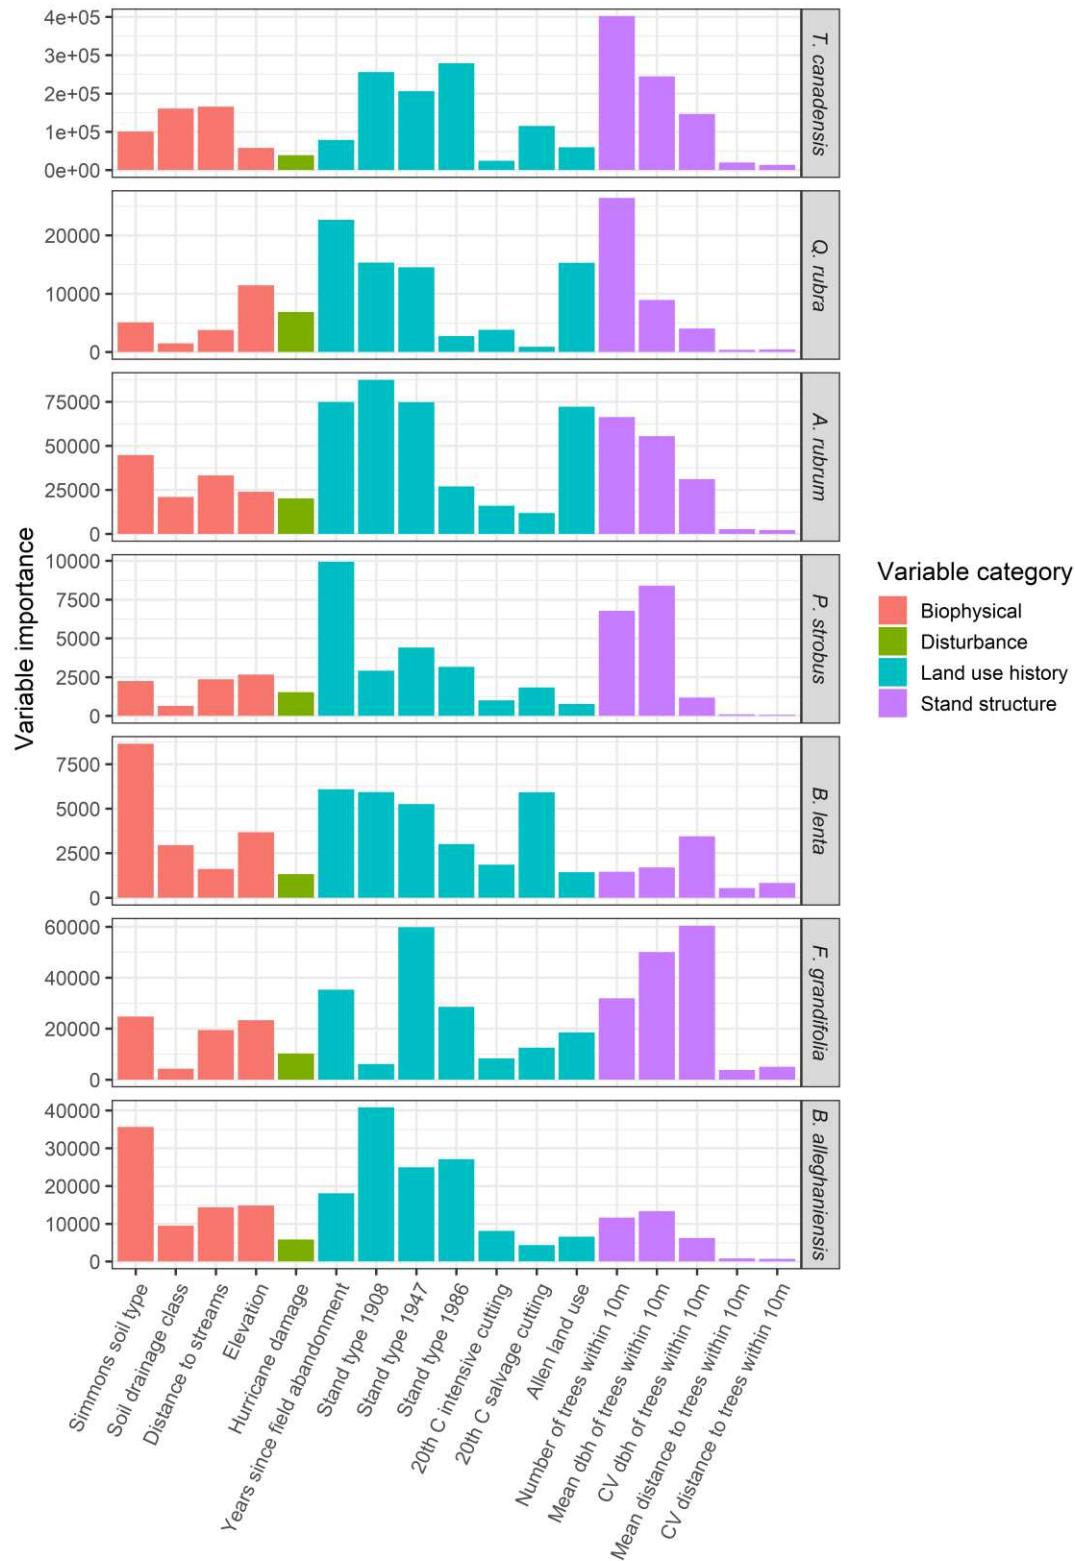 4e+05
3e+05
2e+05
1e+05
0e+00
T. canadensis
20000
10000
0
Q. rubra
75000
50000
25000
0
A. rubrum
10000
7500
5000
2500
0
P. strobus
7500
5000
2500
0
B. lenta
60000
40000
20000
0
F. grandifolia
40000
30000
20000
10000
0
B. alleghaniensis
Variable importance
Simmons soil type
Soil drainage class
Distance to streams
Elevation
Hurricane damage
Years since field abandonment
Stand type 1908
Stand type 1947
Stand type 1986
20th C intensive cutting
20th C salvage cutting
Allen land use
Number of trees within 10m
Mean dbh of trees within 10m
CV dbh of trees within 10m
Mean distance to trees within 10m
CV distance to trees within 10m
Variable category
Biophysical
Disturbance
Land use history
Stand structure